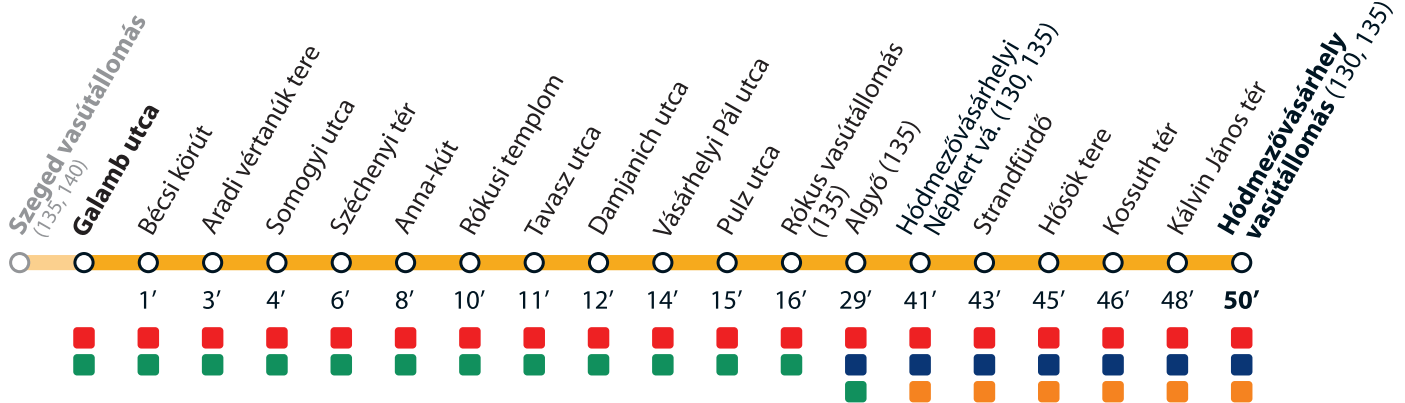 Szeged vasútállomás
(135, 140)
Galamb utca
Bécsi körút
Aradi vértanúk tere
Somogyi utca
Széchenyi tér
Anna-kút
Rókusi templom
Tavasz utca
Damjanich utca
Vásárhelyi Pál utca
Pulz utca
Rókus vasútállomás
(135)
Algyő (135)
Hódmezővásárhelyi
Népkert vá. (130, 135)
Strandfürdő
Hősök tere
Kossuth tér
Kálvin János tér
Hódmezővásárhely
vasútállomás (130, 135)
1’ 3’ 4’ 6’ 8’ 10’ 11’ 12’ 14’ 15’ 16’ 29’ 41’ 43’ 45’ 46’ 48’ 50’